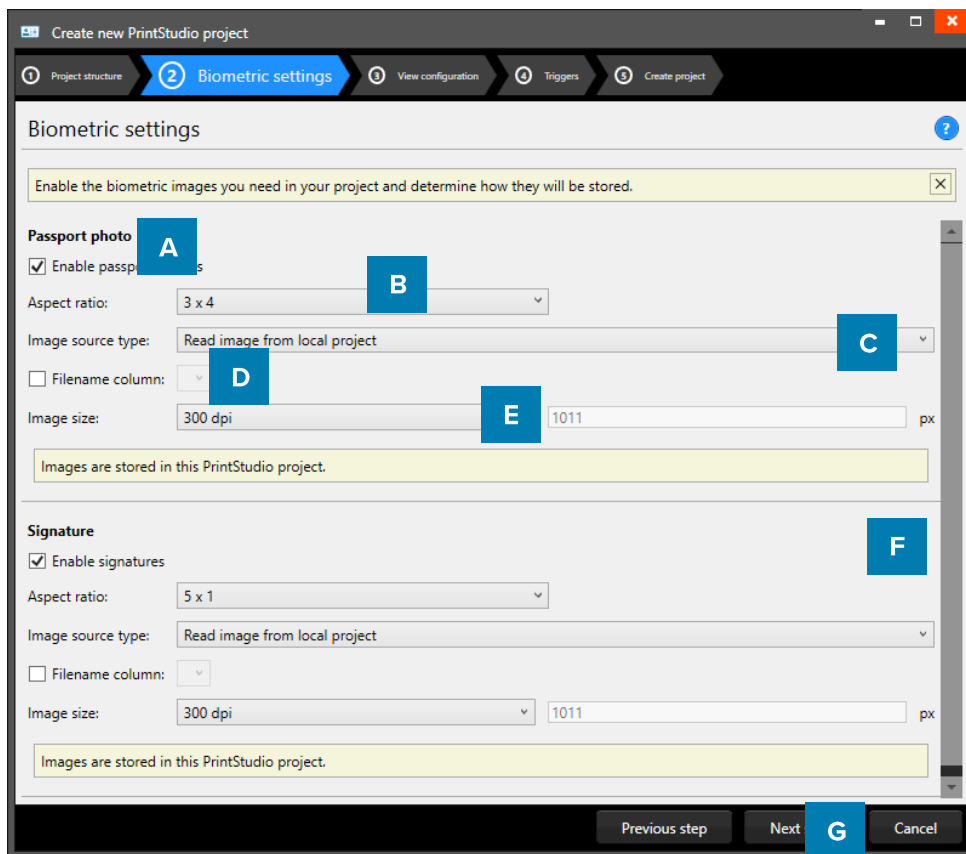 Create new PrintStudio project
1 Project structure 2 Biometric settings 3 View configuration 4 Triggers 5 Create project
Biometric settings ?
Enable the biometric images you need in your project and determine how they will be stored.
Passport photo A
Enable
Aspect ratio: 3 x 4 B
Image source type: Read image from local project C
Filename column: D
Image size: 300 dpi E 1011 px
Images are stored in this PrintStudio project.
Signature F
Enable signatures
Aspect ratio: 5 x 1
Image source type: Read image from local project
Filename column:
Image size: 300 dpi 1011 px
Images are stored in this PrintStudio project.
Previous step Next G Cancel